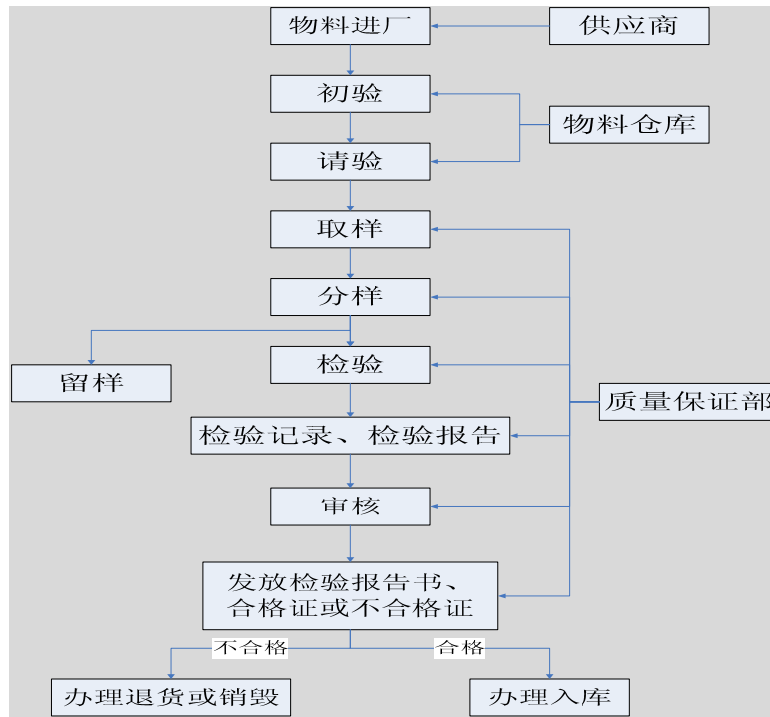 物料进厂
供应商
初验
物料仓库
请验
取样
分样
检验
留样
质量保证部
检验记录、检验报告
审核
发放检验报告书、
合格证或不合格证
不合格
合格
办理退货或销毁
办理入库